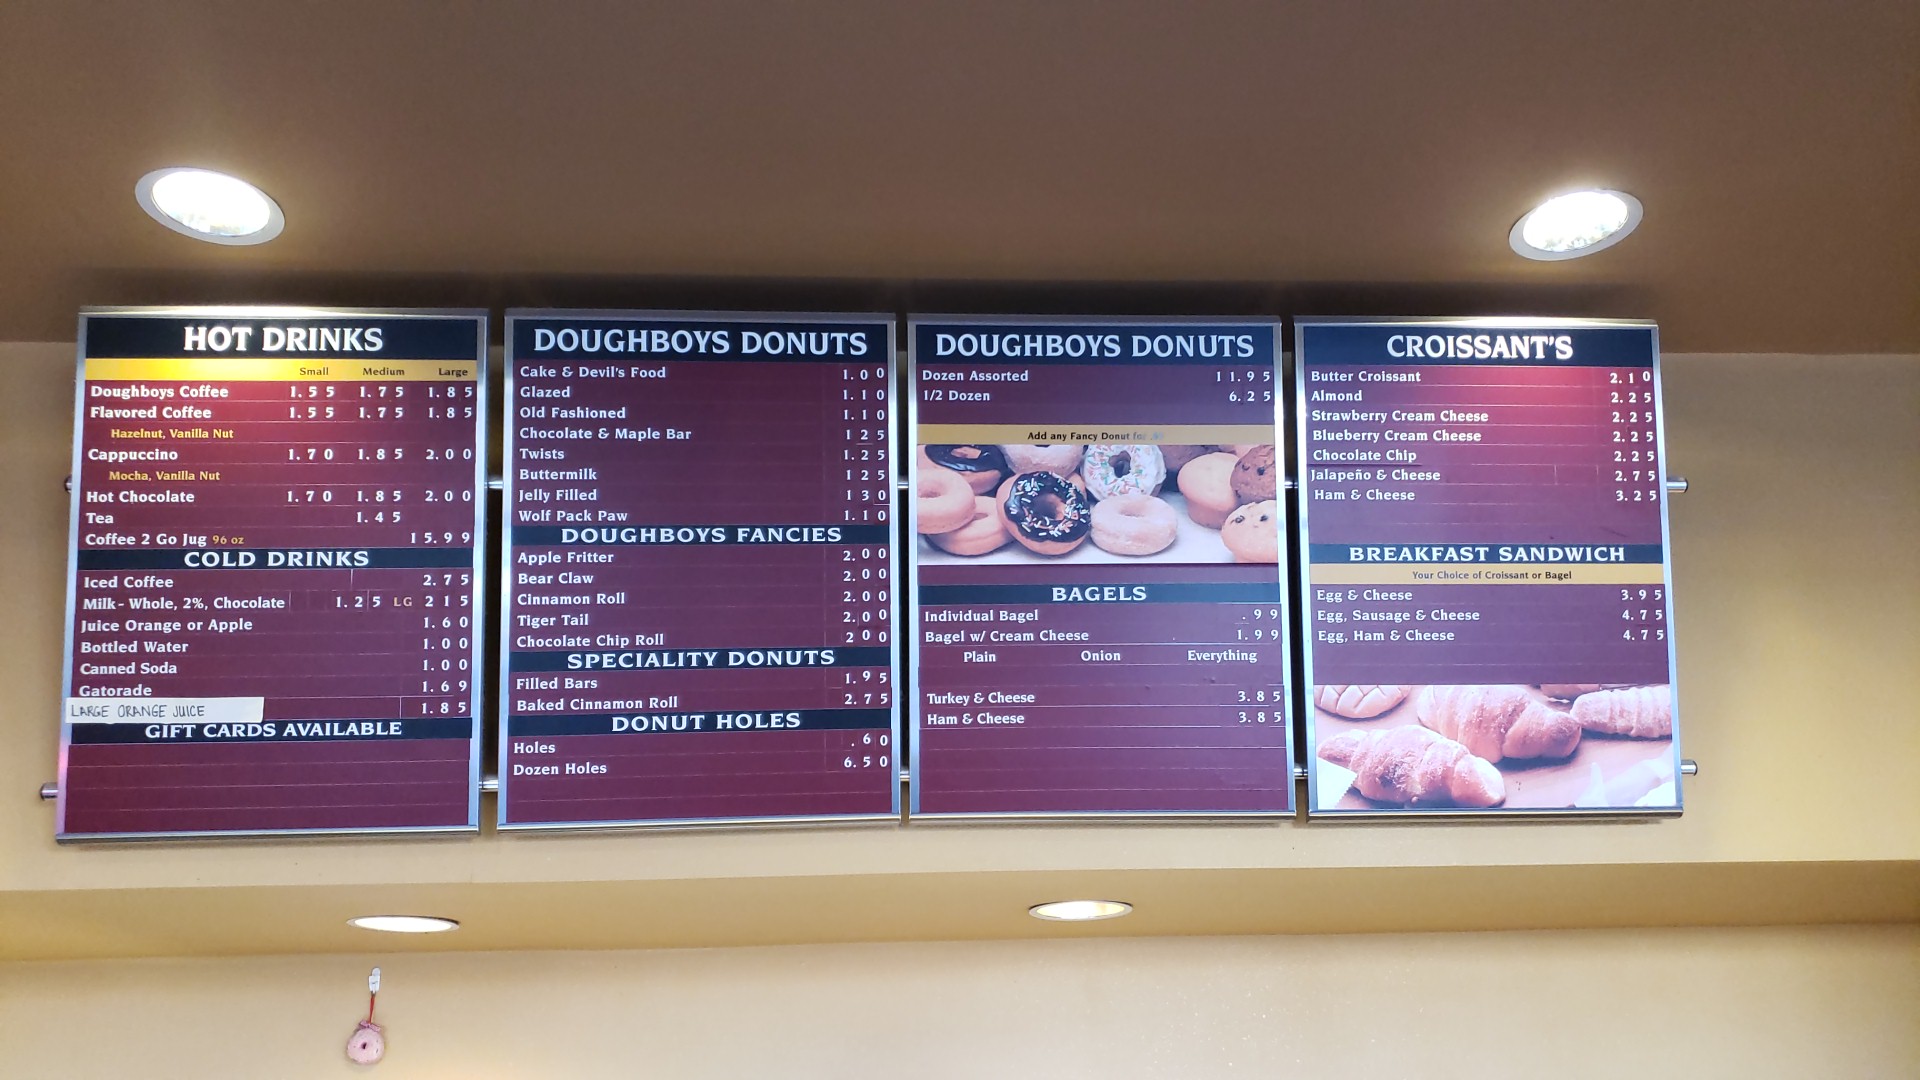 HOT DRINKS
Small Medium Large
Doughboys Coffee 1.55 1.75 1.85
Flavored Coffee 1.55 1.75 1.85
Hazelnut, Vanilla Nut
Cappuccino 1.70 1.85 2.00
Mocha, Vanilla Nut
Hot Chocolate 1.70 1.85 2.00
Tea 1.45
Coffee 2 Go Jug 96 oz 15.99
COLD DRINKS
Iced Coffee 2.75
Milk- Whole, 2%, Chocolate 1.25 LG 215
Juice Orange or Apple 1.60
Bottled Water 1.00
Canned Soda 1.00
Gatorade 1.69
LARGE ORANGE JUICE 1.85
GIFT CARDS AVAILABLE
DOUGHBOYS DONUTS
Cake & Devil's Food 1.00
Glazed 1.10
Old Fashioned 1.10
Chocolate & Maple Bar 125
Twists 1.25
Buttermilk 125
Jelly Filled 130
Wolf Pack Paw 1.10
DOUGHBOYS FANCIES
Apple Fritter 2.00
Bear Claw 2.00
Cinnamon Roll 2.00
Tiger Tail 2.00
Chocolate Chip Roll 200
SPECIALITY DONUTS
Filled Bars 1.95
Baked Cinnamon Roll 2.75
DONUT HOLES
Holes .60
Dozen Holes 6.50
DOUGHBOYS DONUTS
Dozen Assorted 11.95
1/2 Dozen 6.25
Add any Fancy Donut for
BAGELS
Individual Bagel .99
Bagel w/ Cream Cheese 1.99
Plain Onion Everything
Turkey & Cheese 3.85
Ham & Cheese 3.85
CROISSANT'S
Butter Croissant 2.10
Almond 2.25
Strawberry Cream Cheese 2.25
Blueberry Cream Cheese 2.25
Chocolate Chip 2.25
Jalapeño & Cheese 2.75
Ham & Cheese 3.25
BREAKFAST SANDWICH
Your Choice of Croissant or Bagel
Egg & Cheese 3.95
Egg, Sausage & Cheese 4.75
Egg, Ham & Cheese 4.75